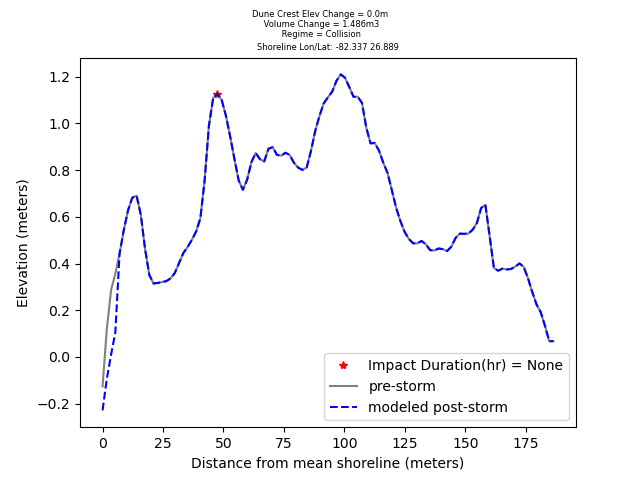 Dune Crest Elev Change = 0.0m
Volume Change = 1.486m3
Regime = Collision
Shoreline Lon/Lat: -82.337 26.889
1.2
1.0
0.8
0.6
0.4
0.2
0.0
−0.2
Elevation (meters)
Impact Duration(hr) = None
pre-storm
modeled post-storm
0 25 50 75 100 125 150 175
Distance from mean shoreline (meters)